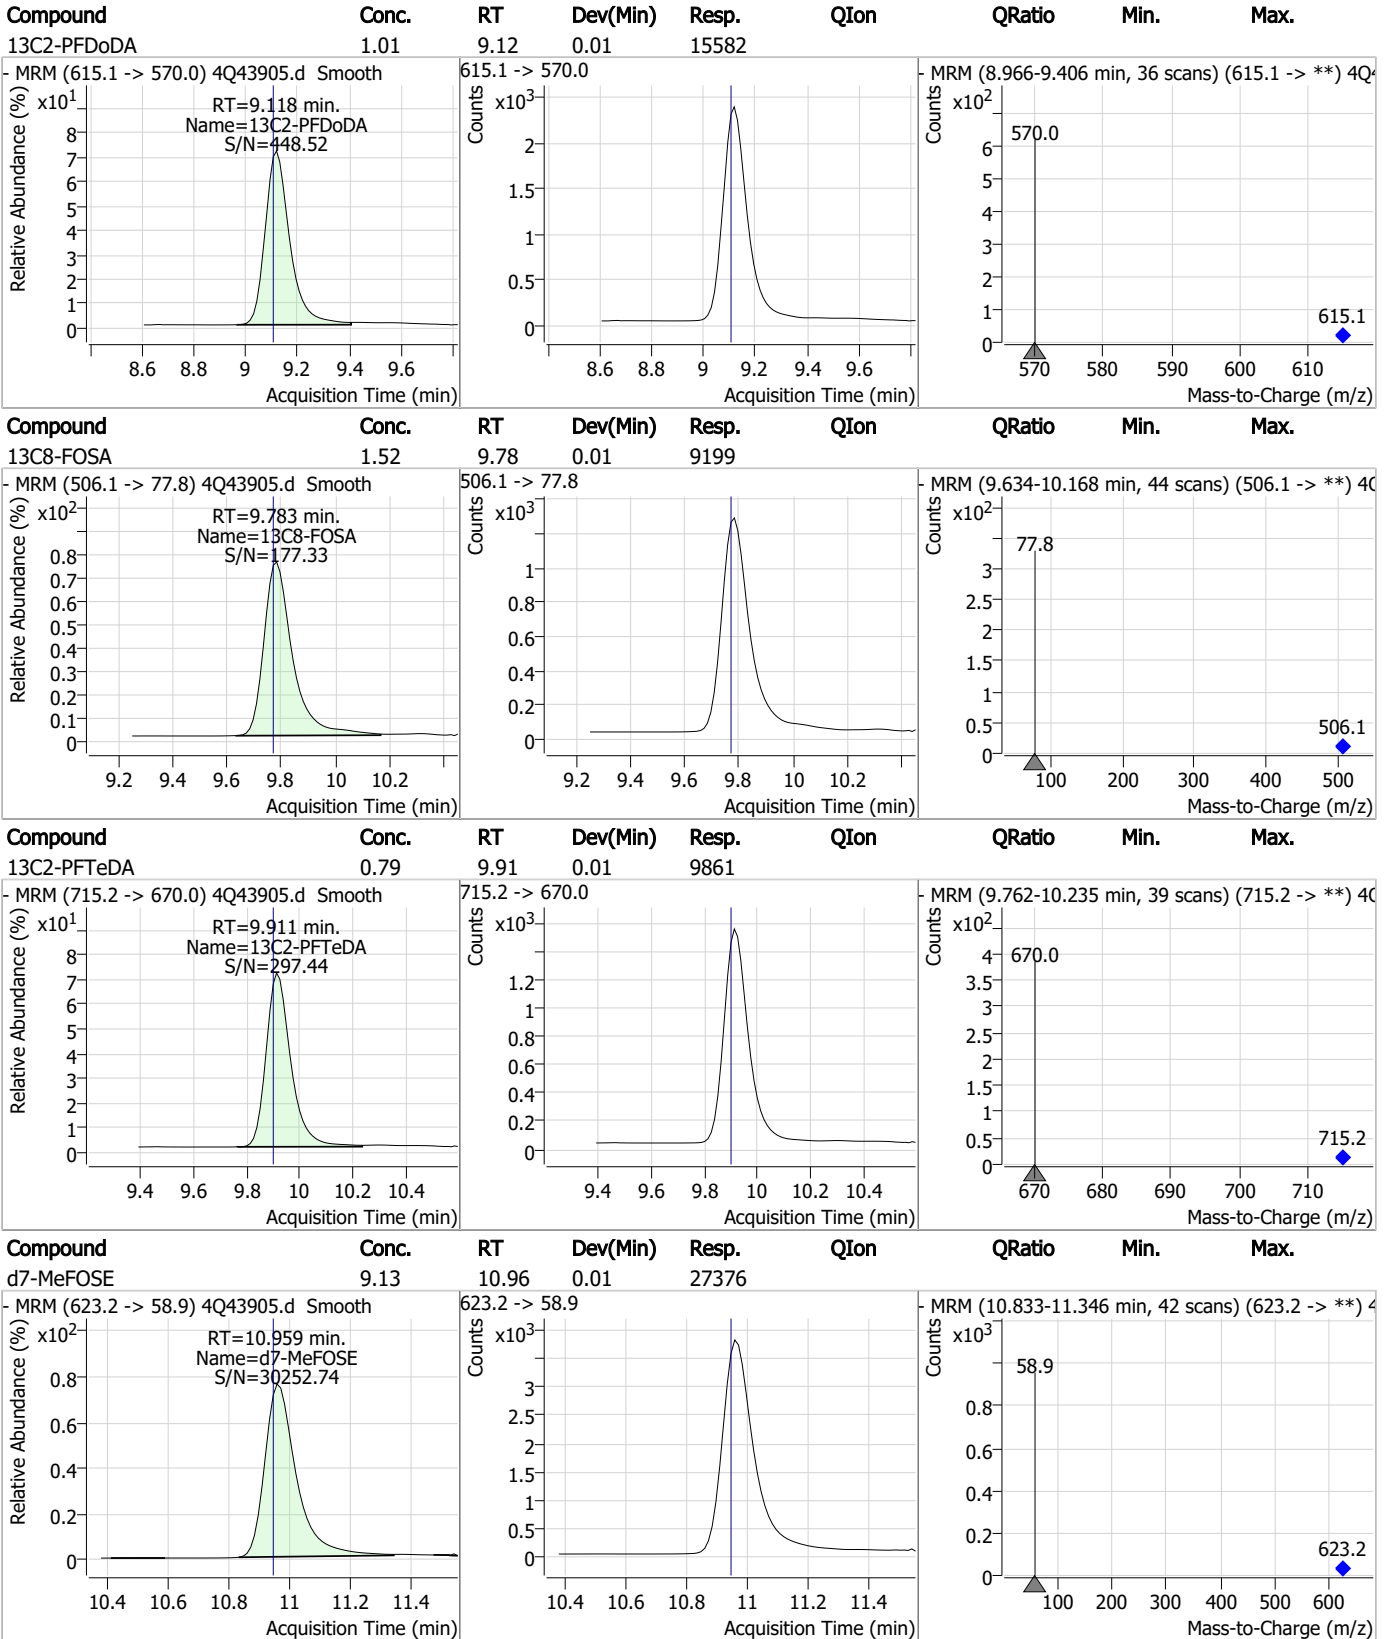 Compound Conc. RT Dev(Min) Resp. QIon QRatio Min. Max.
13C2-PFDoDA 1.01 9.12 0.01 15582
- MRM (615.1 -> 570.0) 4Q43905.d Smooth
Relative Abundance (%)
x10¹
RT=9.118 min.
Name=13C2-PFDoDA
S/N=448.52
8
7
6
5
4
3
2
1
0
8.6 8.8 9 9.2 9.4 9.6
Acquisition Time (min)
615.1 -> 570.0
Counts
x10³
2
1.5
1
0.5
0
8.6 8.8 9 9.2 9.4 9.6
Acquisition Time (min)
- MRM (8.966-9.406 min, 36 scans) (615.1 -> **) 4Q4
Counts
x10²
570.0
6
5
4
3
2
1
0
615.1
570 580 590 600 610
Mass-to-Charge (m/z)
Compound Conc. RT Dev(Min) Resp. QIon QRatio Min. Max.
13C8-FOSA 1.52 9.78 0.01 9199
- MRM (506.1 -> 77.8) 4Q43905.d Smooth
Relative Abundance (%)
x10²
RT=9.783 min.
Name=13C8-FOSA
S/N=177.33
0.8
0.7
0.6
0.5
0.4
0.3
0.2
0.1
0
9.2 9.4 9.6 9.8 10 10.2
Acquisition Time (min)
506.1 -> 77.8
Counts
x10³
1
0.8
0.6
0.4
0.2
0
9.2 9.4 9.6 9.8 10 10.2
Acquisition Time (min)
- MRM (9.634-10.168 min, 44 scans) (506.1 -> **) 4Q
Counts
x10²
77.8
3
2.5
2
1.5
1
0.5
0
506.1
100 200 300 400 500
Mass-to-Charge (m/z)
Compound Conc. RT Dev(Min) Resp. QIon QRatio Min. Max.
13C2-PFTeDA 0.79 9.91 0.01 9861
- MRM (715.2 -> 670.0) 4Q43905.d Smooth
Relative Abundance (%)
x10¹
RT=9.911 min.
Name=13C2-PFTeDA
S/N=297.44
8
7
6
5
4
3
2
1
0
9.4 9.6 9.8 10 10.2 10.4
Acquisition Time (min)
715.2 -> 670.0
Counts
x10³
1.2
1
0.8
0.6
0.4
0.2
0
9.4 9.6 9.8 10 10.2 10.4
Acquisition Time (min)
- MRM (9.762-10.235 min, 39 scans) (715.2 -> **) 4Q
Counts
x10²
670.0
4
3.5
3
2.5
2
1.5
1
0.5
0
715.2
670 680 690 700 710
Mass-to-Charge (m/z)
Compound Conc. RT Dev(Min) Resp. QIon QRatio Min. Max.
d7-MeFOSE 9.13 10.96 0.01 27376
- MRM (623.2 -> 58.9) 4Q43905.d Smooth
Relative Abundance (%)
x10²
RT=10.959 min.
Name=d7-MeFOSE
S/N=30252.74
0.8
0.6
0.4
0.2
0
10.4 10.6 10.8 11 11.2 11.4
Acquisition Time (min)
623.2 -> 58.9
Counts
x10³
3
2.5
2
1.5
1
0.5
0
10.4 10.6 10.8 11 11.2 11.4
Acquisition Time (min)
- MRM (10.833-11.346 min, 42 scans) (623.2 -> **) 4
Counts
x10³
58.9
0.8
0.6
0.4
0.2
0
623.2
100 200 300 400 500 600
Mass-to-Charge (m/z)